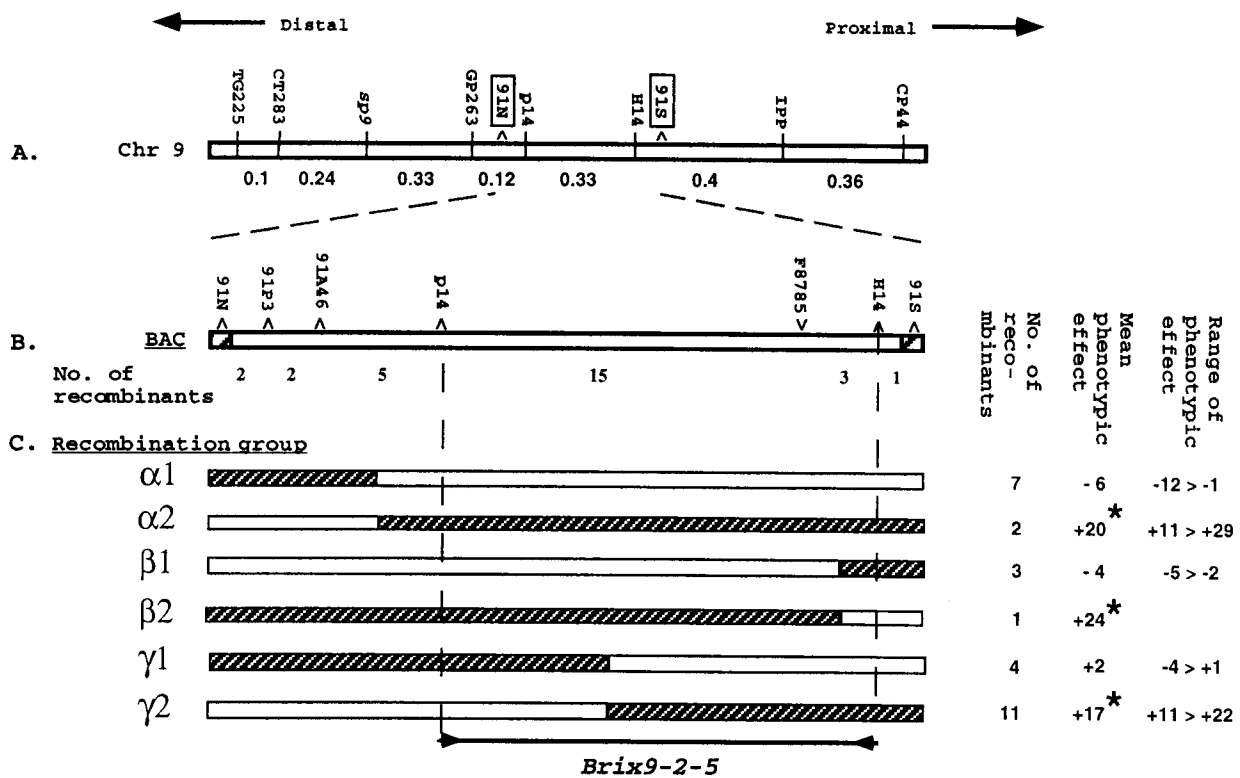 Distal
Proximal
TG225
CT283
sp9
GP263
91N
p14
H14
91S
IPP
CP44
A.
Chr 9
0.1
0.24
0.33
0.12
0.33
0.4
0.36
91N
91P3
91A46
p14
F8785
H14
91S
B.
BAC
No. of
recombinants
2
2
5
15
3
1
No. of
reco-
mbinants
Mean
phenotypic
effect
Range of
phenotypic
effect
C. Recombination group
α1
7
- 6
-12 > -1
α2
2
+20*
+11 > +29
β1
3
- 4
-5 > -2
β2
1
+24*
γ1
4
+2
-4 > +1
γ2
11
+17*
+11 > +22
Brix9-2-5